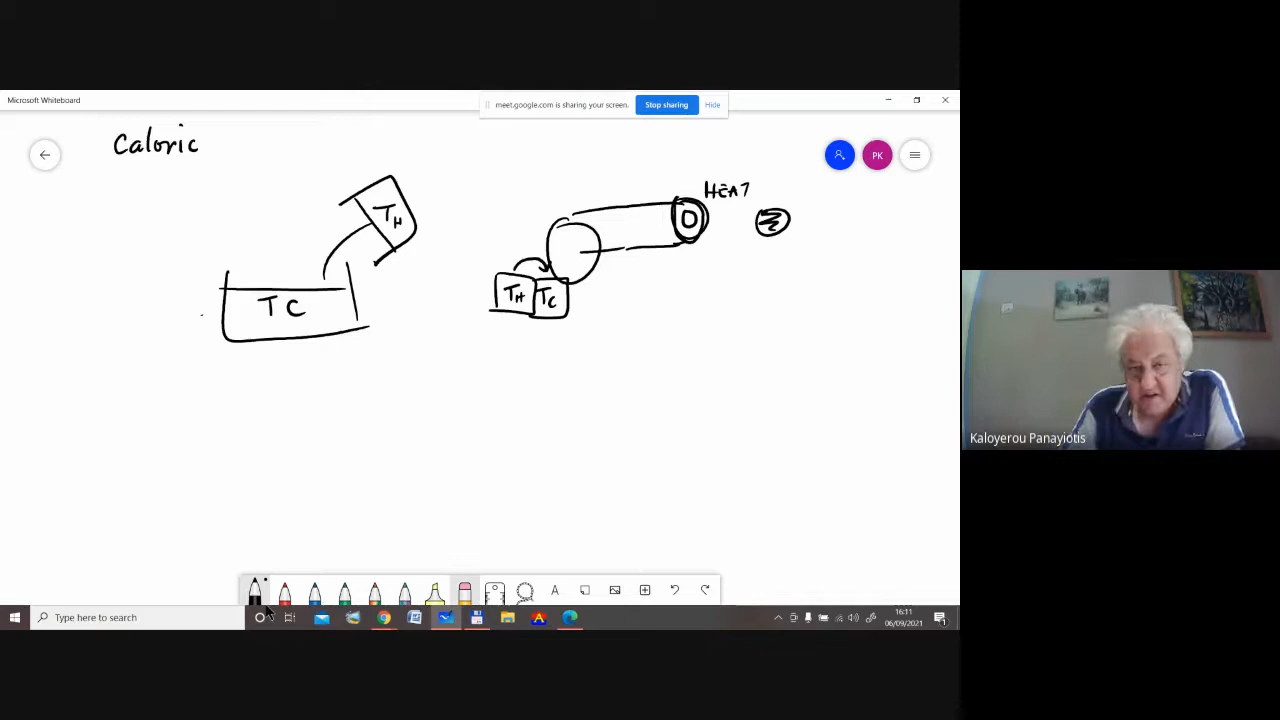 Microsoft Whiteboard
meet.google.com is sharing your screen.
Stop sharing
Hide
Caloric
PK
TH
TC
HEAT
TH
TC
Kaloyerou Panayiotis
A
Type here to search
16:11
06/09/2021